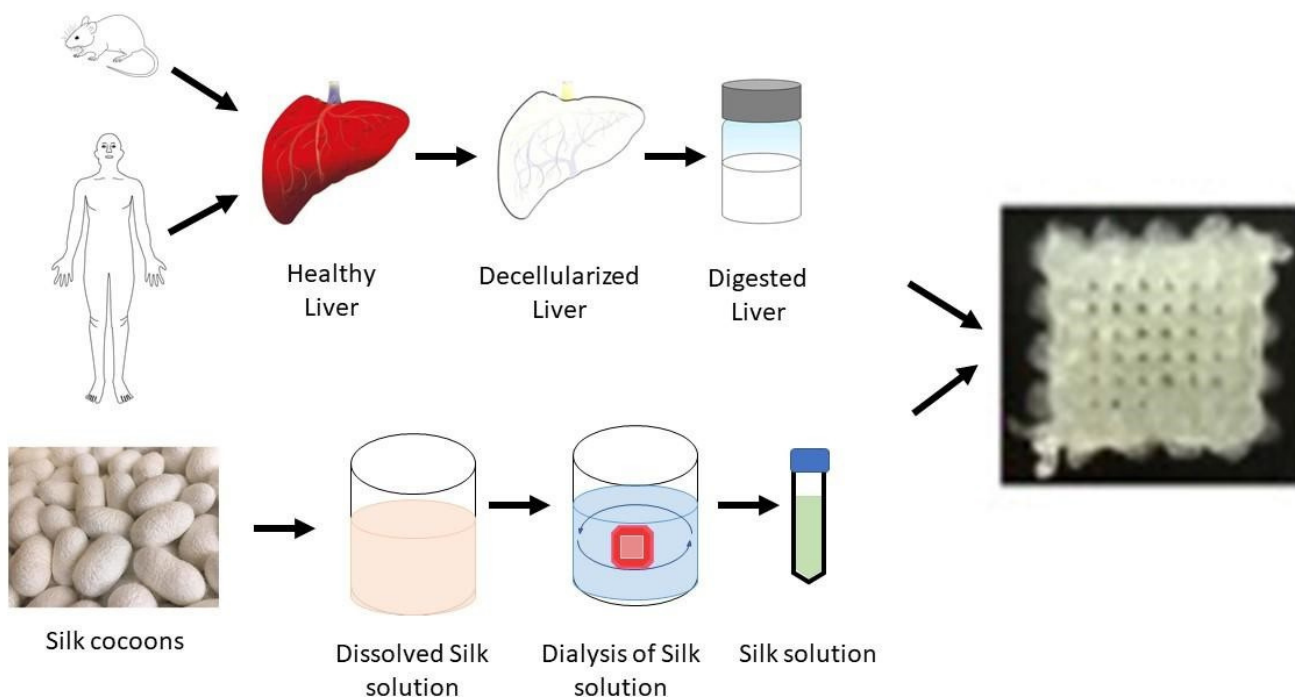 Healthy
Liver
Decellularized
Liver
Digested
Liver
Silk cocoons
Dissolved Silk
solution
Dialysis of Silk
solution
Silk solution